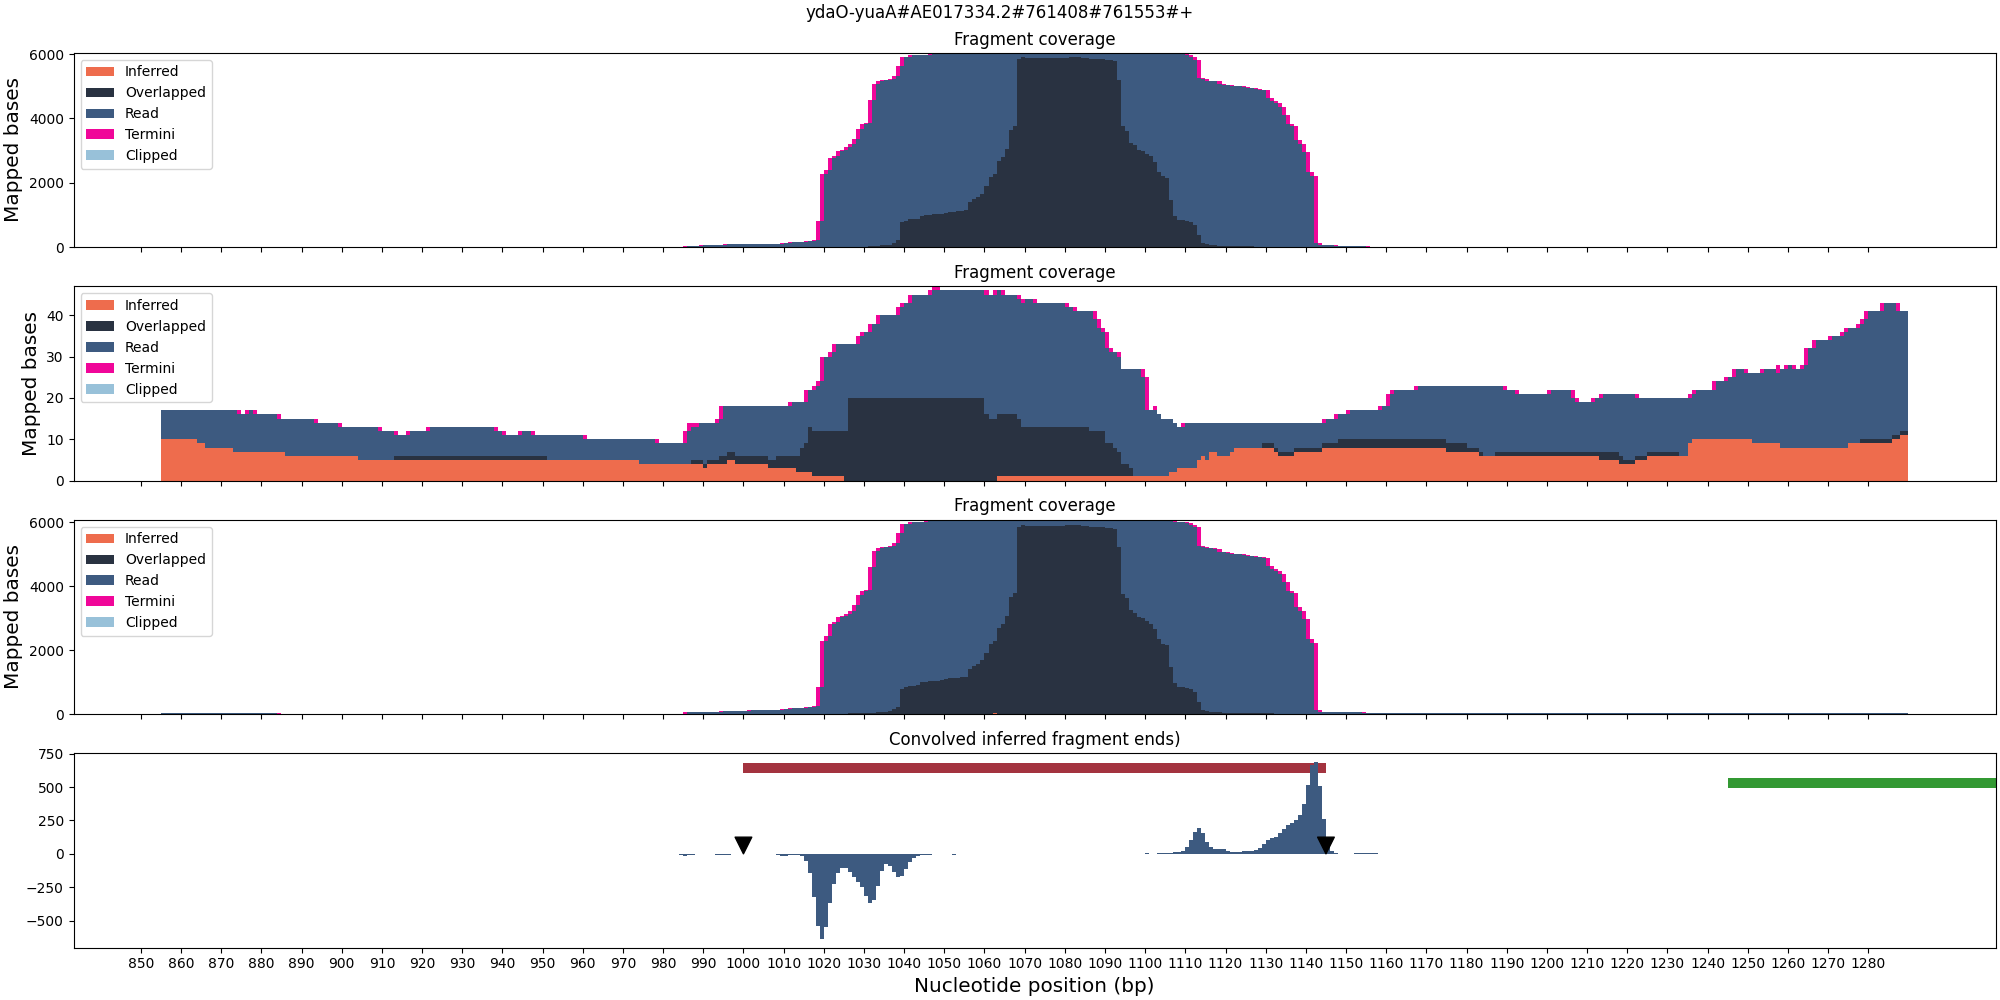 ydaO-yuaA#AE017334.2#761408#761553#+
Fragment coverage
Mapped bases
6000
4000
2000
0
Inferred
Overlapped
Read
Termini
Clipped
Fragment coverage
Mapped bases
40
30
20
10
0
Inferred
Overlapped
Read
Termini
Clipped
Fragment coverage
Mapped bases
6000
4000
2000
0
Inferred
Overlapped
Read
Termini
Clipped
Convolved inferred fragment ends)
750
500
250
0
−250
−500
850 860 870 880 890 900 910 920 930 940 950 960 970 980 990 1000 1010 1020 1030 1040 1050 1060 1070 1080 1090 1100 1110 1120 1130 1140 1150 1160 1170 1180 1190 1200 1210 1220 1230 1240 1250 1260 1270 1280
Nucleotide position (bp)